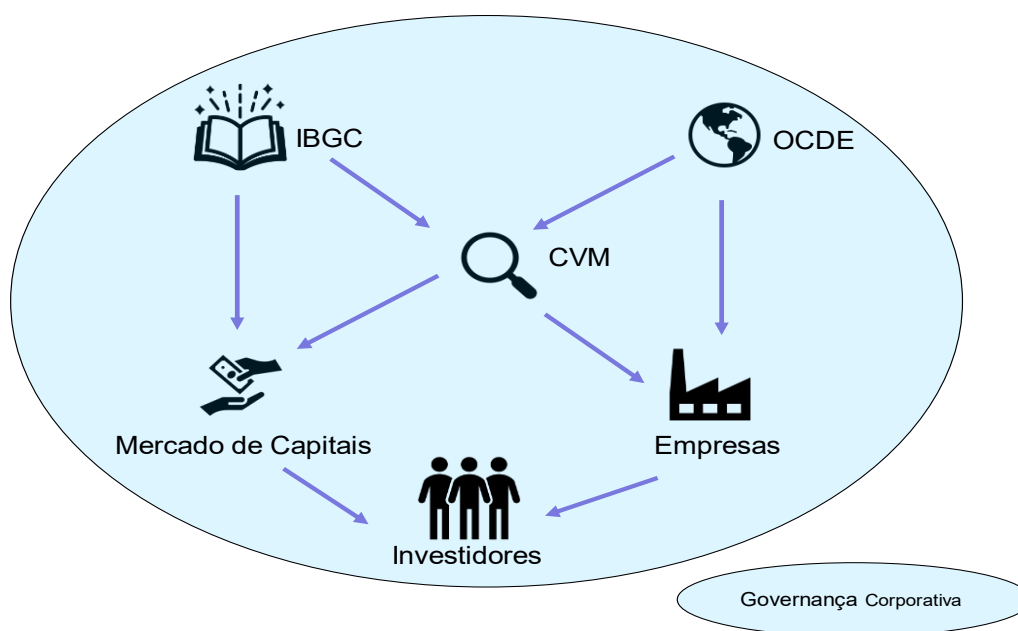 IBGC
OCDE
CVM
Mercado de Capitais
Empresas
Investidores
Governança Corporativa